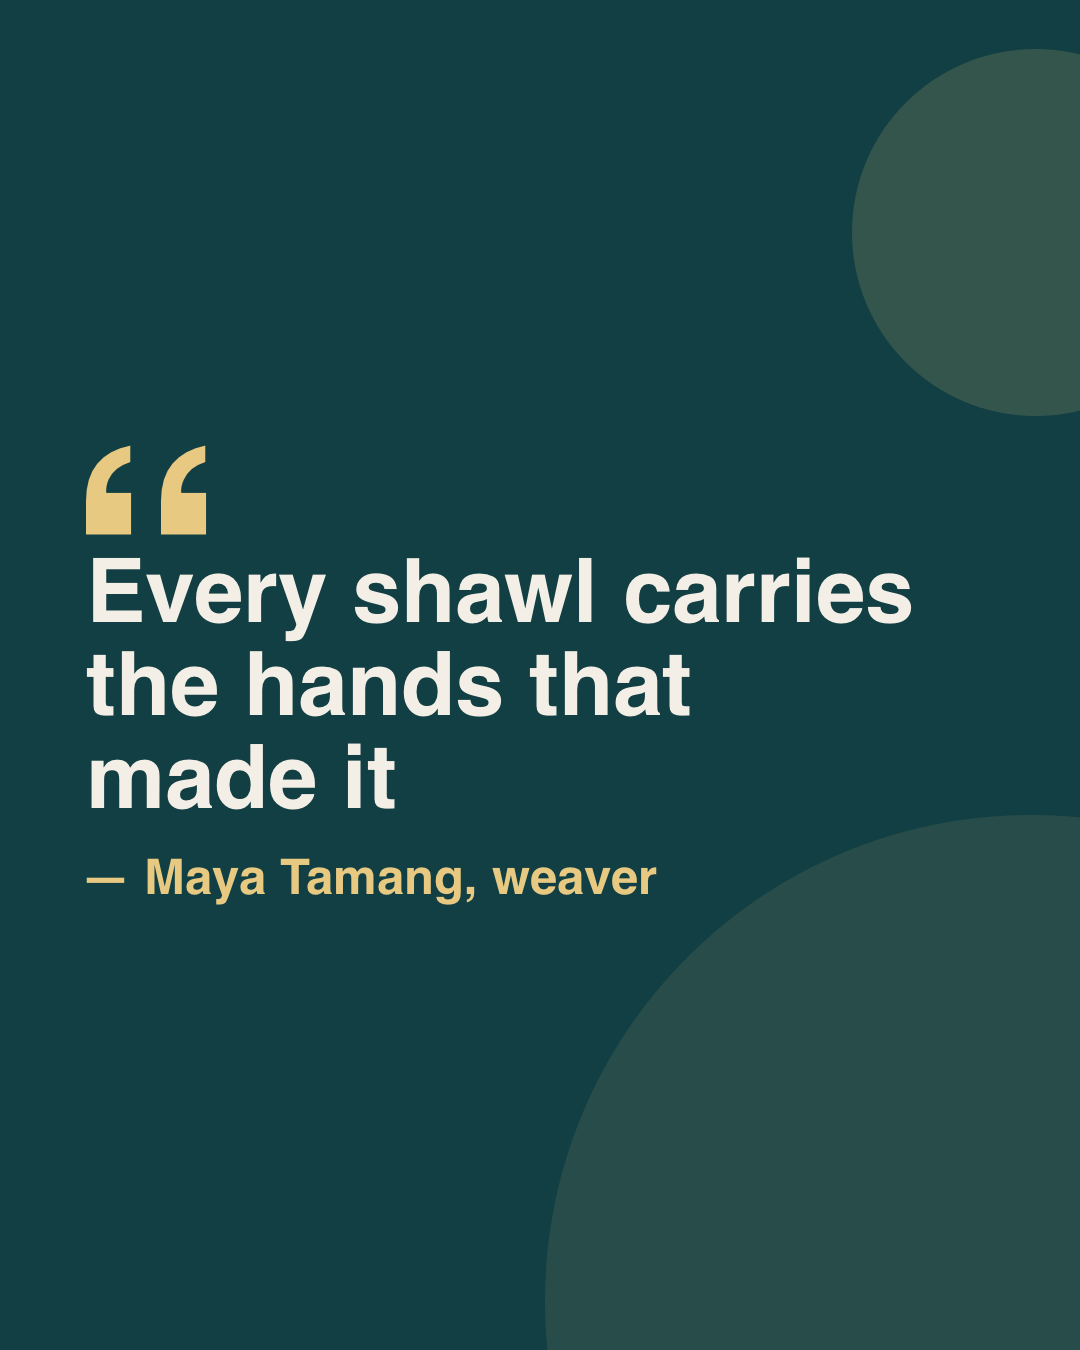 “
Every shawl carries
the hands that
made it
— Maya Tamang, weaver